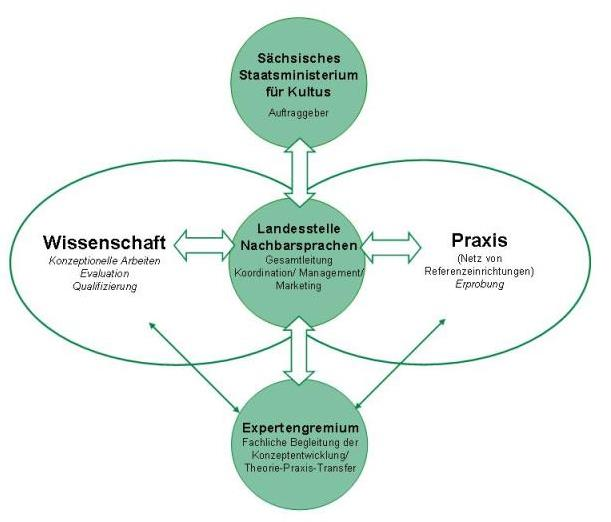 Sächsisches
Staatsministerium
für Kultus
Auftraggeber
Wissenschaft
Konzeptionelle Arbeiten
Evaluation
Qualifizierung
Landesstelle
Nachbarsprachen
Gesamtleitung
Koordination/ Management/
Marketing
Praxis
(Netz von
Referenzeinrichtungen)
Erprobung
Expertengremium
Fachliche Begleitung der
Konzeptentwicklung/
Theorie-Praxis-Transfer